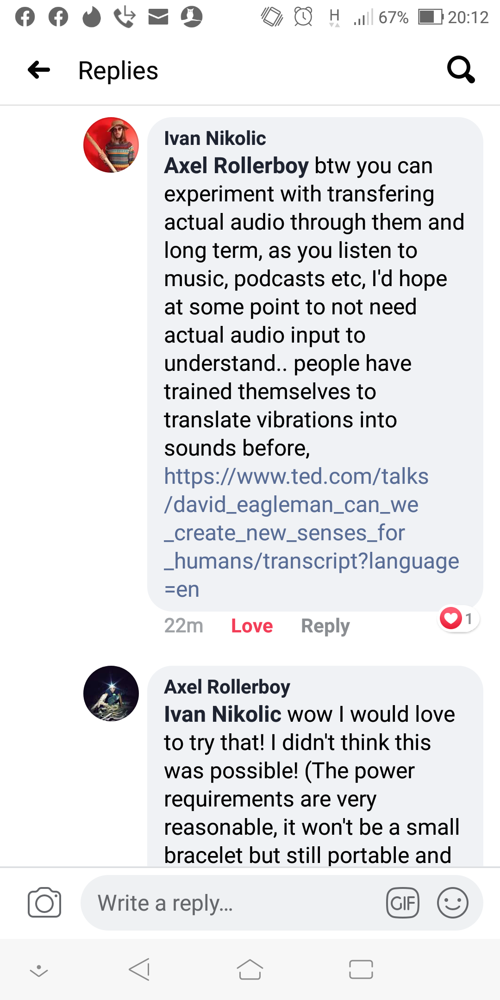 H 67% 20:12
Replies
Ivan Nikolic
Axel Rollerboy btw you can
experiment with transfering
actual audio through them and
long term, as you listen to
music, podcasts etc, I'd hope
at some point to not need
actual audio input to
understand.. people have
trained themselves to
translate vibrations into
sounds before,
https://www.ted.com/talks
/david_eagleman_can_we
_create_new_senses_for
_humans/transcript?language
=en
22m Love Reply 1
Axel Rollerboy
Ivan Nikolic wow I would love
to try that! I didn't think this
was possible! (The power
requirements are very
reasonable, it won't be a small
bracelet but still portable and
Write a reply... GIF